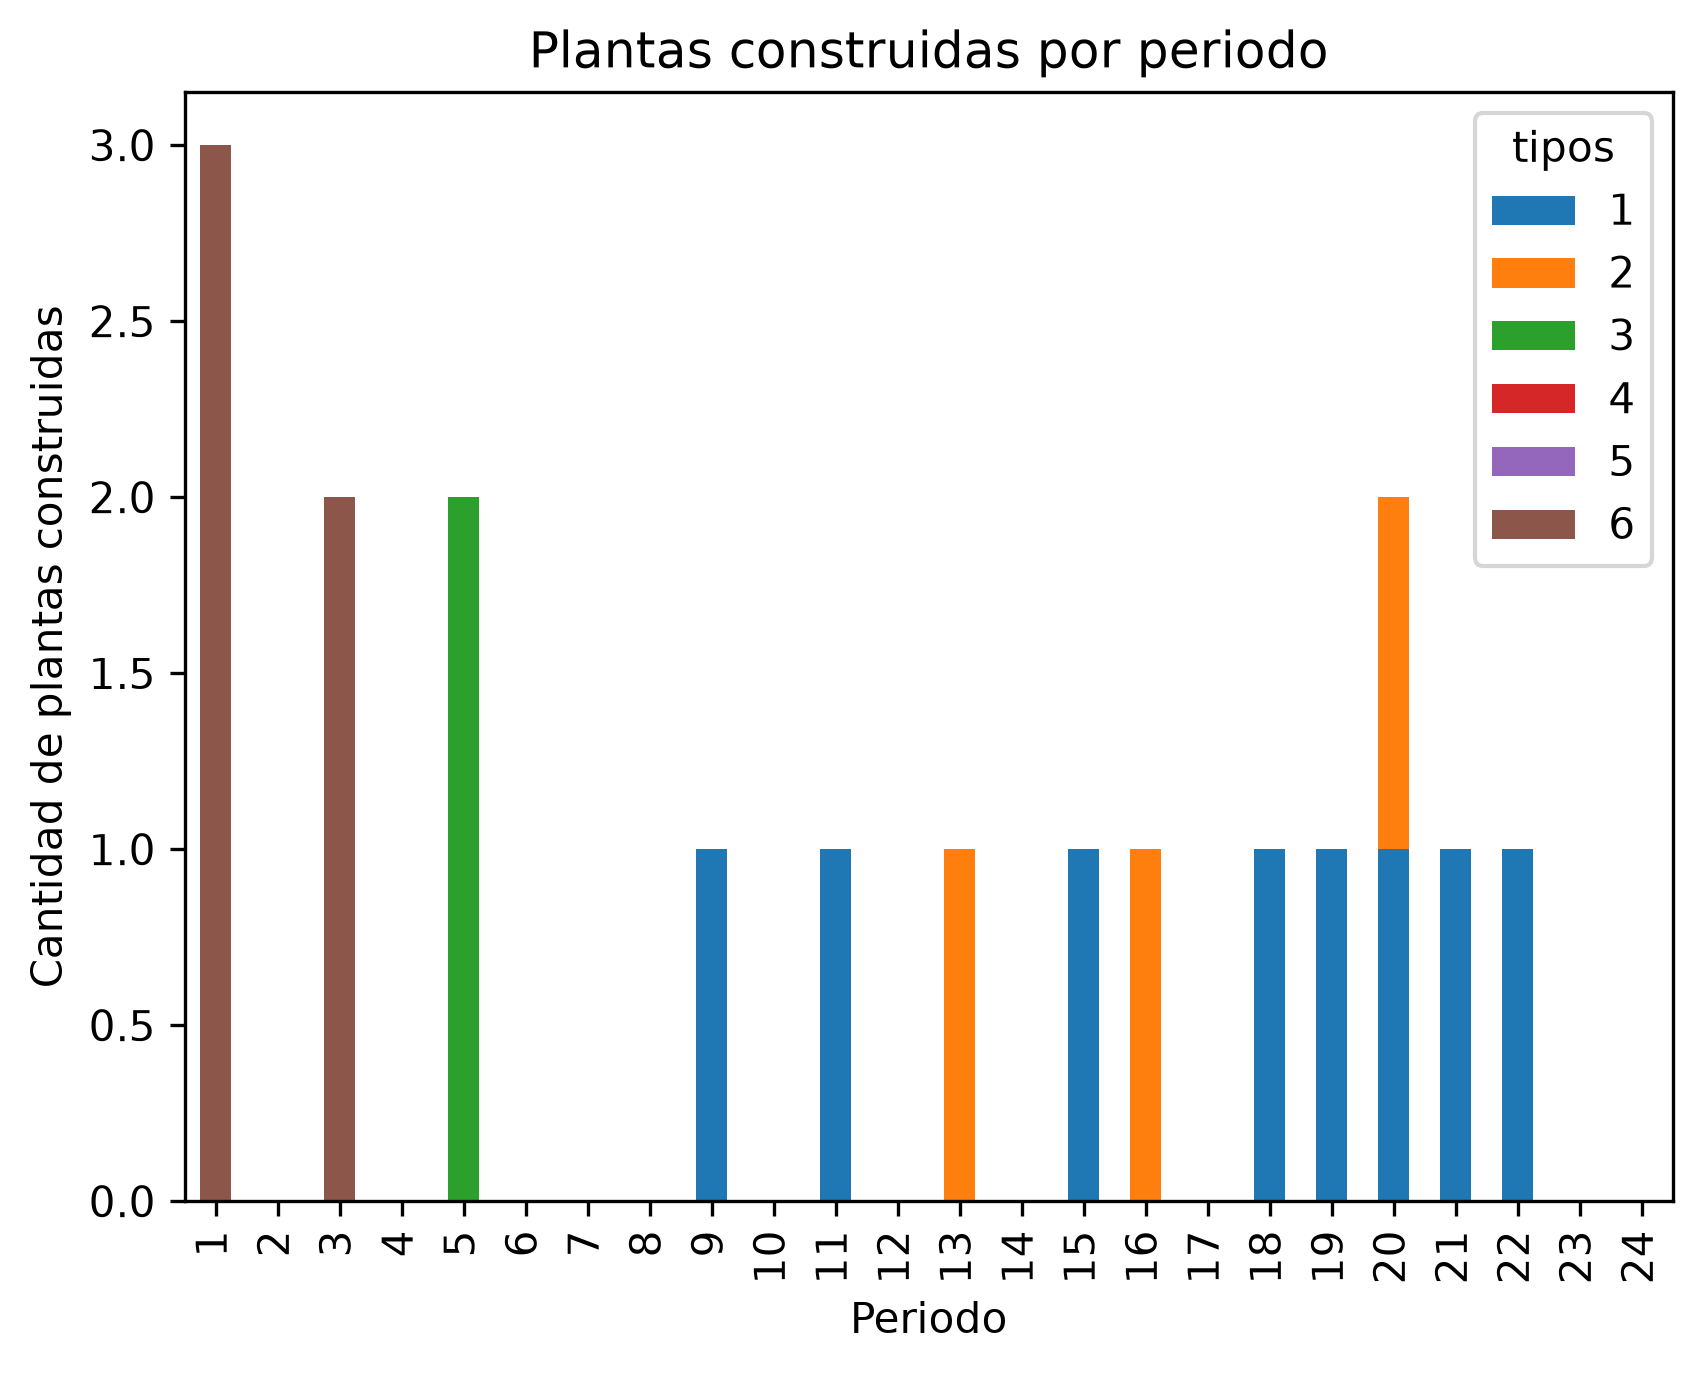 Plantas construidas por periodo
Cantidad de plantas construidas
3.0
2.5
2.0
1.5
1.0
0.5
0.0
tipos
1
2
3
4
5
6
1 2 3 4 5 6 7 8 9 10 11 12 13 14 15 16 17 18 19 20 21 22 23 24
Periodo